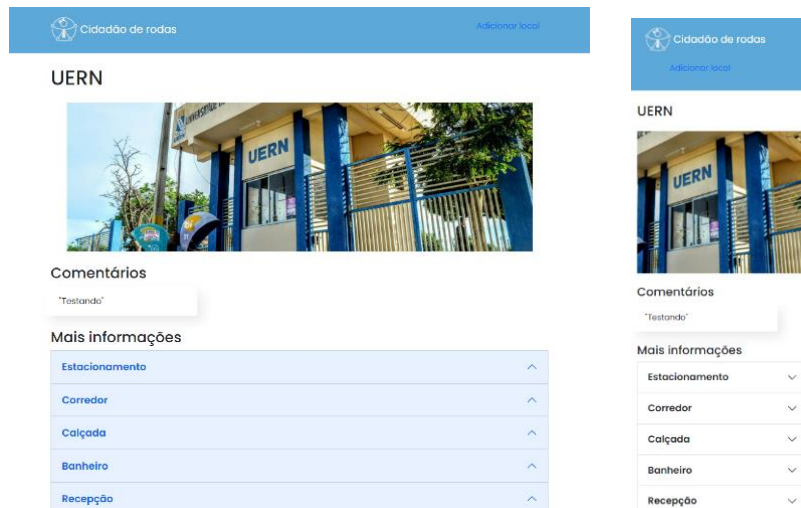 Cidadão de rodas
Adicionar local
UERN
UERN
Comentários
"Testando"
Mais informações
Estacionamento
Corredor
Calçada
Banheiro
Recepção
Cidadão de rodas
Adicionar local
UERN
UERN
Comentários
"Testando"
Mais informações
Estacionamento
Corredor
Calçada
Banheiro
Recepção